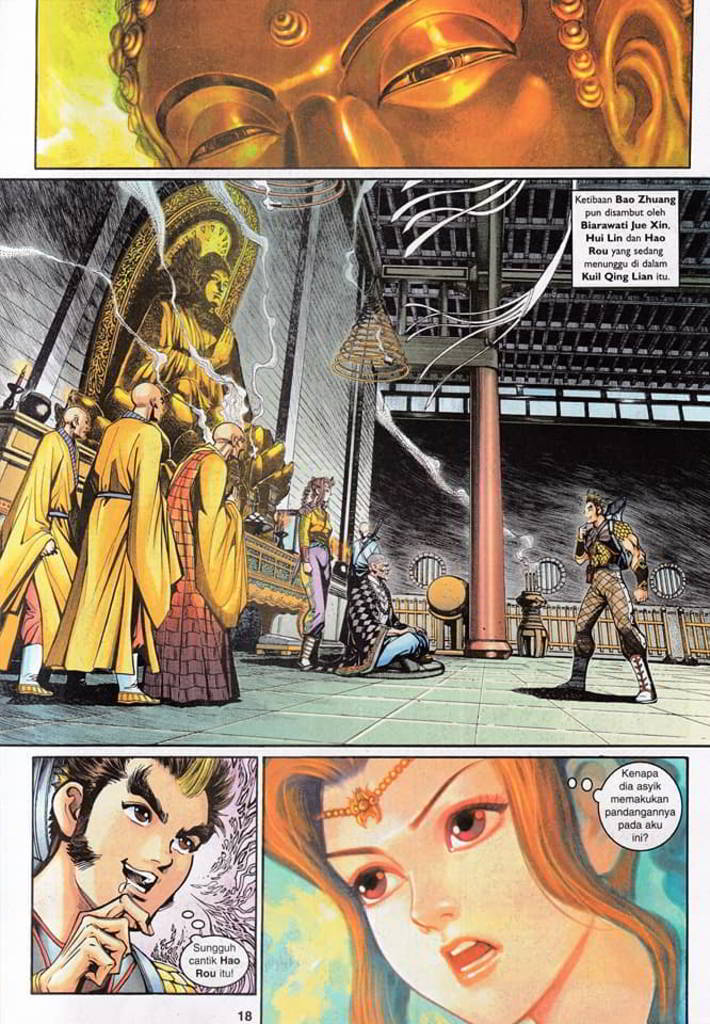 Ketibaan Bao Zhuang
pun disambut oleh
Biarawati Jue Xin,
Hui Lin dan Hao
Rou yang sedang
menunggu di dalam
Kuil Qing Lian itu.
Sungguh
cantik Hao
Rou itu!
Kenapa
dia asyik
memakukan
pandangannya
pada aku
ini?
18